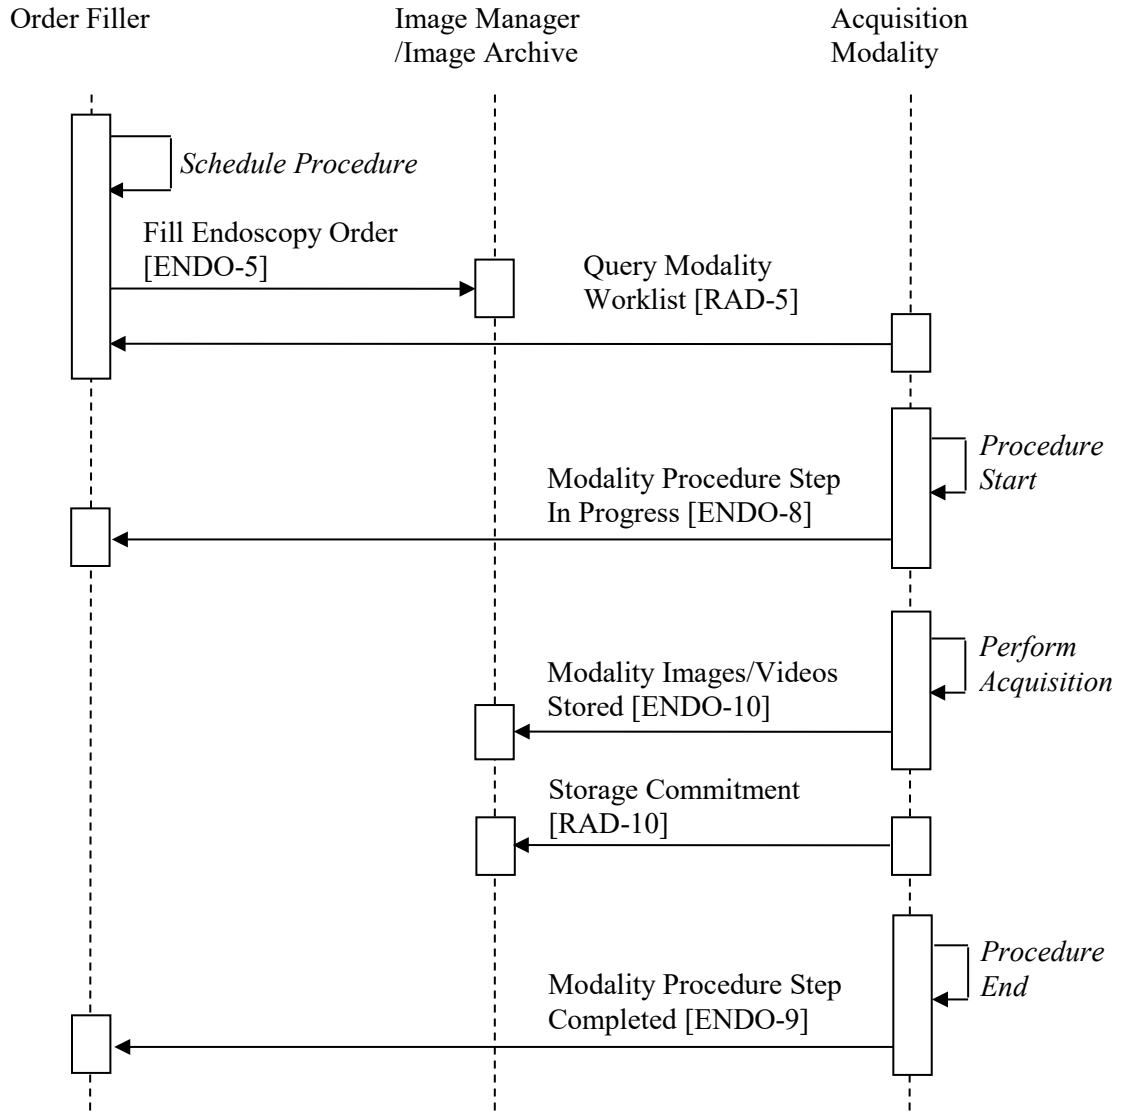 Order Filler
Image Manager
/Image Archive
Acquisition
Modality
Schedule Procedure
Fill Endoscopy Order
[ENDO-5]
Query Modality
Worklist [RAD-5]
Procedure
Start
Modality Procedure Step
In Progress [ENDO-8]
Perform
Acquisition
Modality Images/Videos
Stored [ENDO-10]
Storage Commitment
[RAD-10]
Procedure
End
Modality Procedure Step
Completed [ENDO-9]